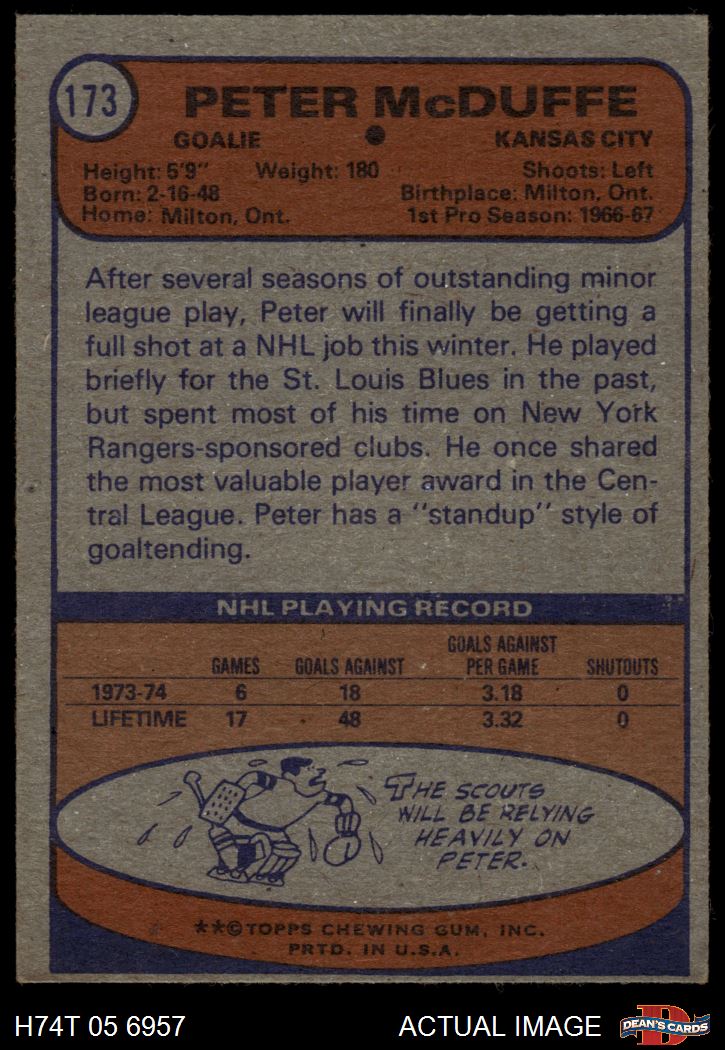 173
PETER McDUFFE
GOALIE ● KANSAS CITY
Height: 5'9" Weight: 180 Shoots: Left
Born: 2-16-48 Birthplace: Milton, Ont.
Home: Milton, Ont. 1st Pro Season: 1966-67
After several seasons of outstanding minor
league play, Peter will finally be getting a
full shot at a NHL job this winter. He played
briefly for the St. Louis Blues in the past,
but spent most of his time on New York
Rangers-sponsored clubs. He once shared
the most valuable player award in the Cen-
tral League. Peter has a "standup" style of
goaltending.
NHL PLAYING RECORD
GAMES GOALS AGAINST GOALS AGAINST PER GAME SHUTOUTS
1973-74 6 18 3.18 0
LIFETIME 17 48 3.32 0
THE SCOUTS
WILL BE RELYING
HEAVILY ON
PETER.
**©TOPPS CHEWING GUM, INC.
PRTD. IN U.S.A.
H74T 05 6957 ACTUAL IMAGE D DEAN'S CARDS